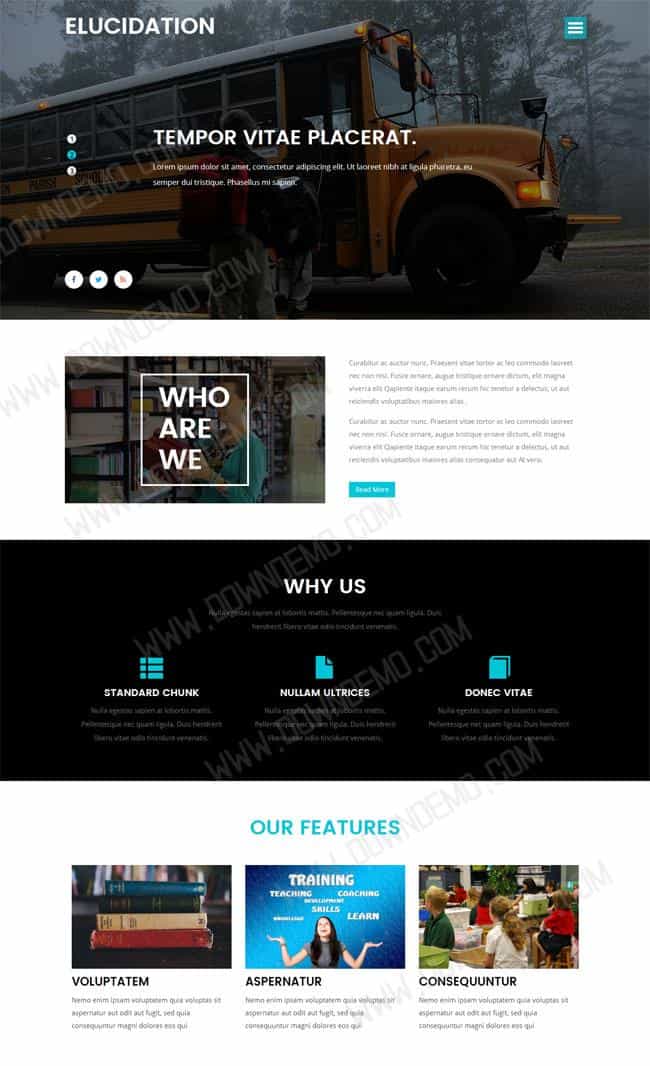 ELUCIDATION
1
2
3
TEMPOR VITAE PLACERAT.
Lorem ipsum dolor sit amet, consectetur adipiscing elit. Ut laoreet nibh at ligula pharetra, eu
semper dui tristique. Phasellus mi sapien.
WHO
ARE
WE
Curabitur ac auctor nunc. Praesent vitae tortor ac leo commodo laoreet
nec non nisi. Fusce ornare, augue tristique ornare dictum, elit magna
viverra elit Qapiente itaque earum rerum hic tenetur a delectus, ut aut
reiciendis voluptatibus maiores alias.
Curabitur ac auctor nunc. Praesent vitae tortor ac leo commodo laoreet
nec non nisi. Fusce ornare, augue tristique ornare dictum, elit magna
viverra elit Qapiente itaque earum rerum hic tenetur a delectus, ut aut
reiciendis voluptatibus maiores alias consequatur aut At vero.
Read More
WHY US
Nulla egestas sapien at lobortis mattis. Pellentesque nec quam ligula. Duis
hendrerit libero vitae odio tincidunt venenatis.
STANDARD CHUNK
Nulla egestas sapien at lobortis mattis.
Pellentesque nec quam ligula. Duis hendrerit
libero vitae odio tincidunt venenatis.
NULLAM ULTRICES
Nulla egestas sapien at lobortis mattis.
Pellentesque nec quam ligula. Duis hendrerit
libero vitae odio tincidunt venenatis.
DONEC VITAE
Nulla egestas sapien at lobortis mattis.
Pellentesque nec quam ligula. Duis hendrerit
libero vitae odio tincidunt venenatis.
OUR FEATURES
TRAINING
TEACHING COACHING
DEVELOPMENT
SKILLS
KNOWLEDGE LEARN
VOLUPTATEM
Nemo enim ipsam voluptatem quia voluptas sit
aspernatur aut odit aut fugit, sed quia
consequuntur magni dolores eos qui
ASPERNATUR
Nemo enim ipsam voluptatem quia voluptas sit
aspernatur aut odit aut fugit, sed quia
consequuntur magni dolores eos qui
CONSEQUUNTUR
Nemo enim ipsam voluptatem quia voluptas sit
aspernatur aut odit aut fugit, sed quia
consequuntur magni dolores eos qui
WWW.DOWNDEMO.COM
WWW.DOWNDEMO.COM
WWW.DOWNDEMO.COM
WWW.DOWNDEMO.COM
WWW.DOWNDEMO.COM